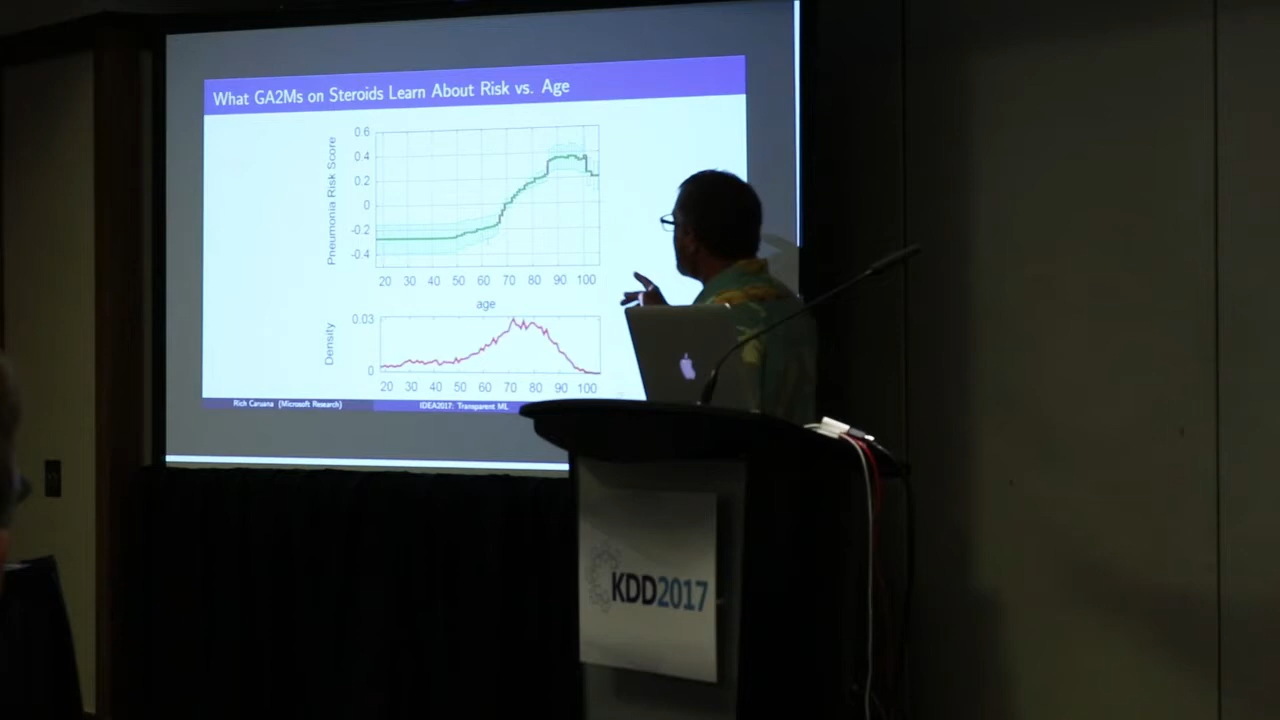 What GA2Ms on Steroids Learn About Risk vs. Age
Pneumonia Risk Score
0.6
0.4
0.2
0
-0.2
-0.4
20 30 40 50 60 70 80 90 100
age
Density
0.03
0
20 30 40 50 60 70 80 90 100
Rich Caruana (Microsoft Research) IDEA2017: Transparent ML
KDD2017